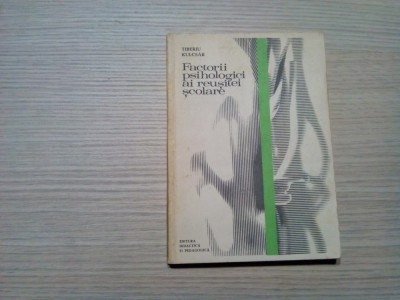 TIBERIU
KULCSAR
Factorii
psihologici
ai reușitei
școlare
EDITURA
DIDACTICĂ
ȘI PEDAGOGICĂ